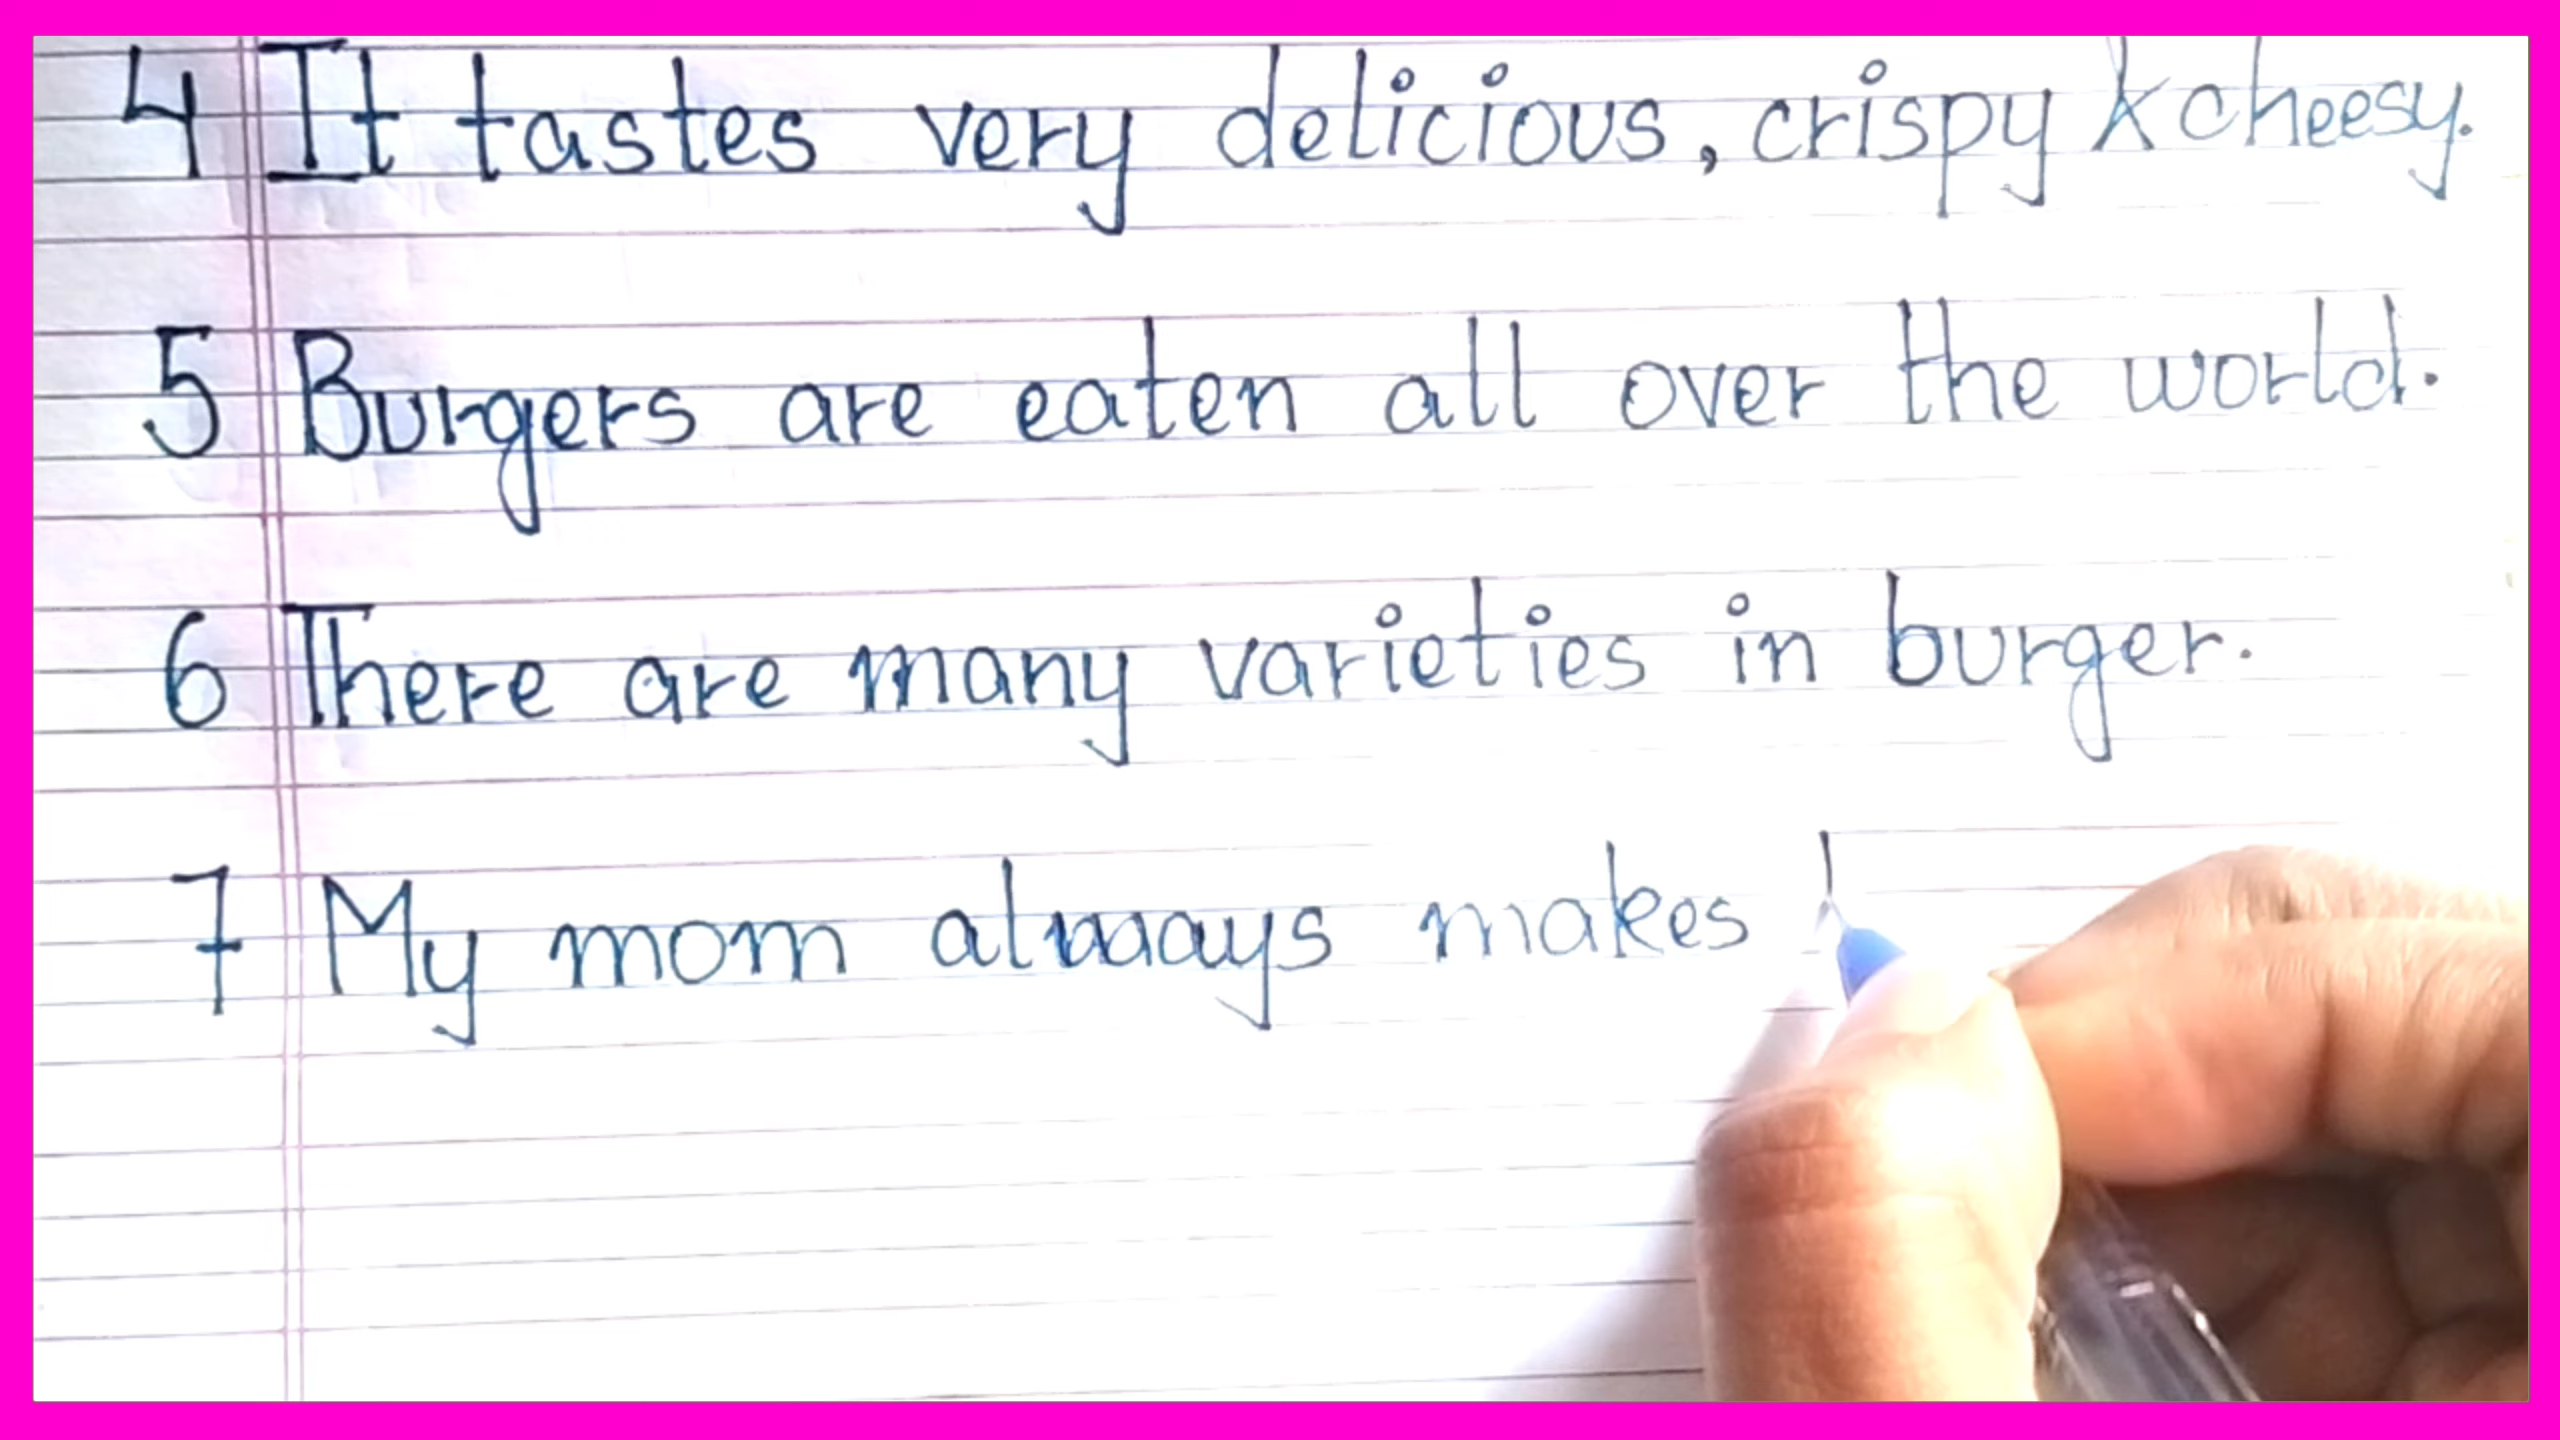 4 It tastes very delicious, crispy & cheesy.
5 Burgers are eaten all over the world.
6 There are many varieties in burger.
7 My mom always makes